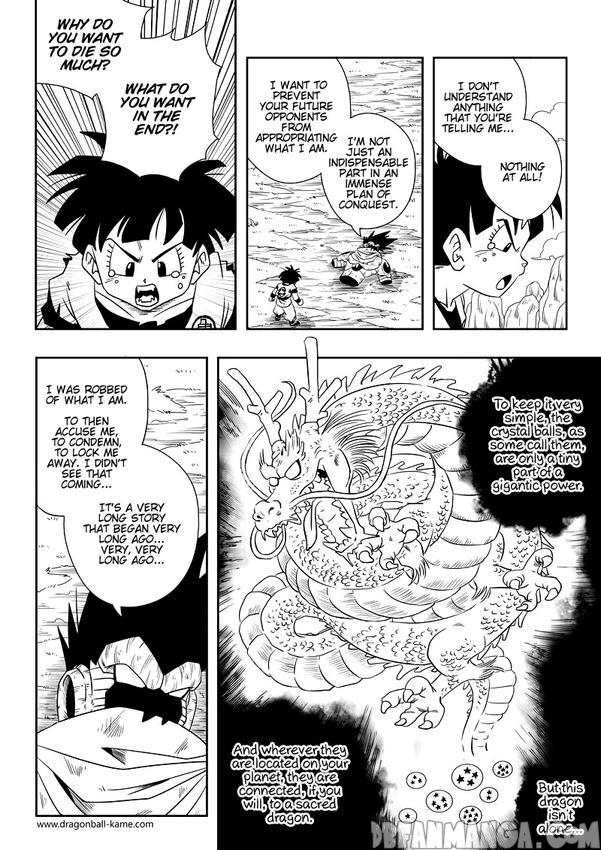 WHY DO
YOU WANT
TO DIE SO
MUCH?
WHAT DO
YOU WANT
IN THE
END?!
I WANT TO
PREVENT
YOUR FUTURE
OPPONENTS
FROM
APPROPRIATING
WHAT I AM.
I'M NOT
JUST AN
INDISPENSABLE
PART IN AN
IMMENSE
PLAN OF
CONQUEST.
I DON'T
UNDERSTAND
ANYTHING
THAT YOU'RE
TELLING ME...
NOTHING
AT ALL!
I WAS ROBBED
OF WHAT I AM.
TO THEN
ACCUSE ME,
TO CONDEMN,
TO LOCK ME
AWAY. I DIDN'T
SEE THAT
COMING...
IT'S A VERY
LONG STORY
THAT BEGAN VERY
LONG AGO...
VERY, VERY
LONG AGO...
To keep it very
simple, the
crystal balls, as
some call them,
are only a tiny
part of a
gigantic power.
And wherever they
are located on your
planet, they are
connected, if you
will, to a sacred
dragon.
But this
dragon
isn't
alone...
www.dragonball-kame.com
DBFANMANGA.COM